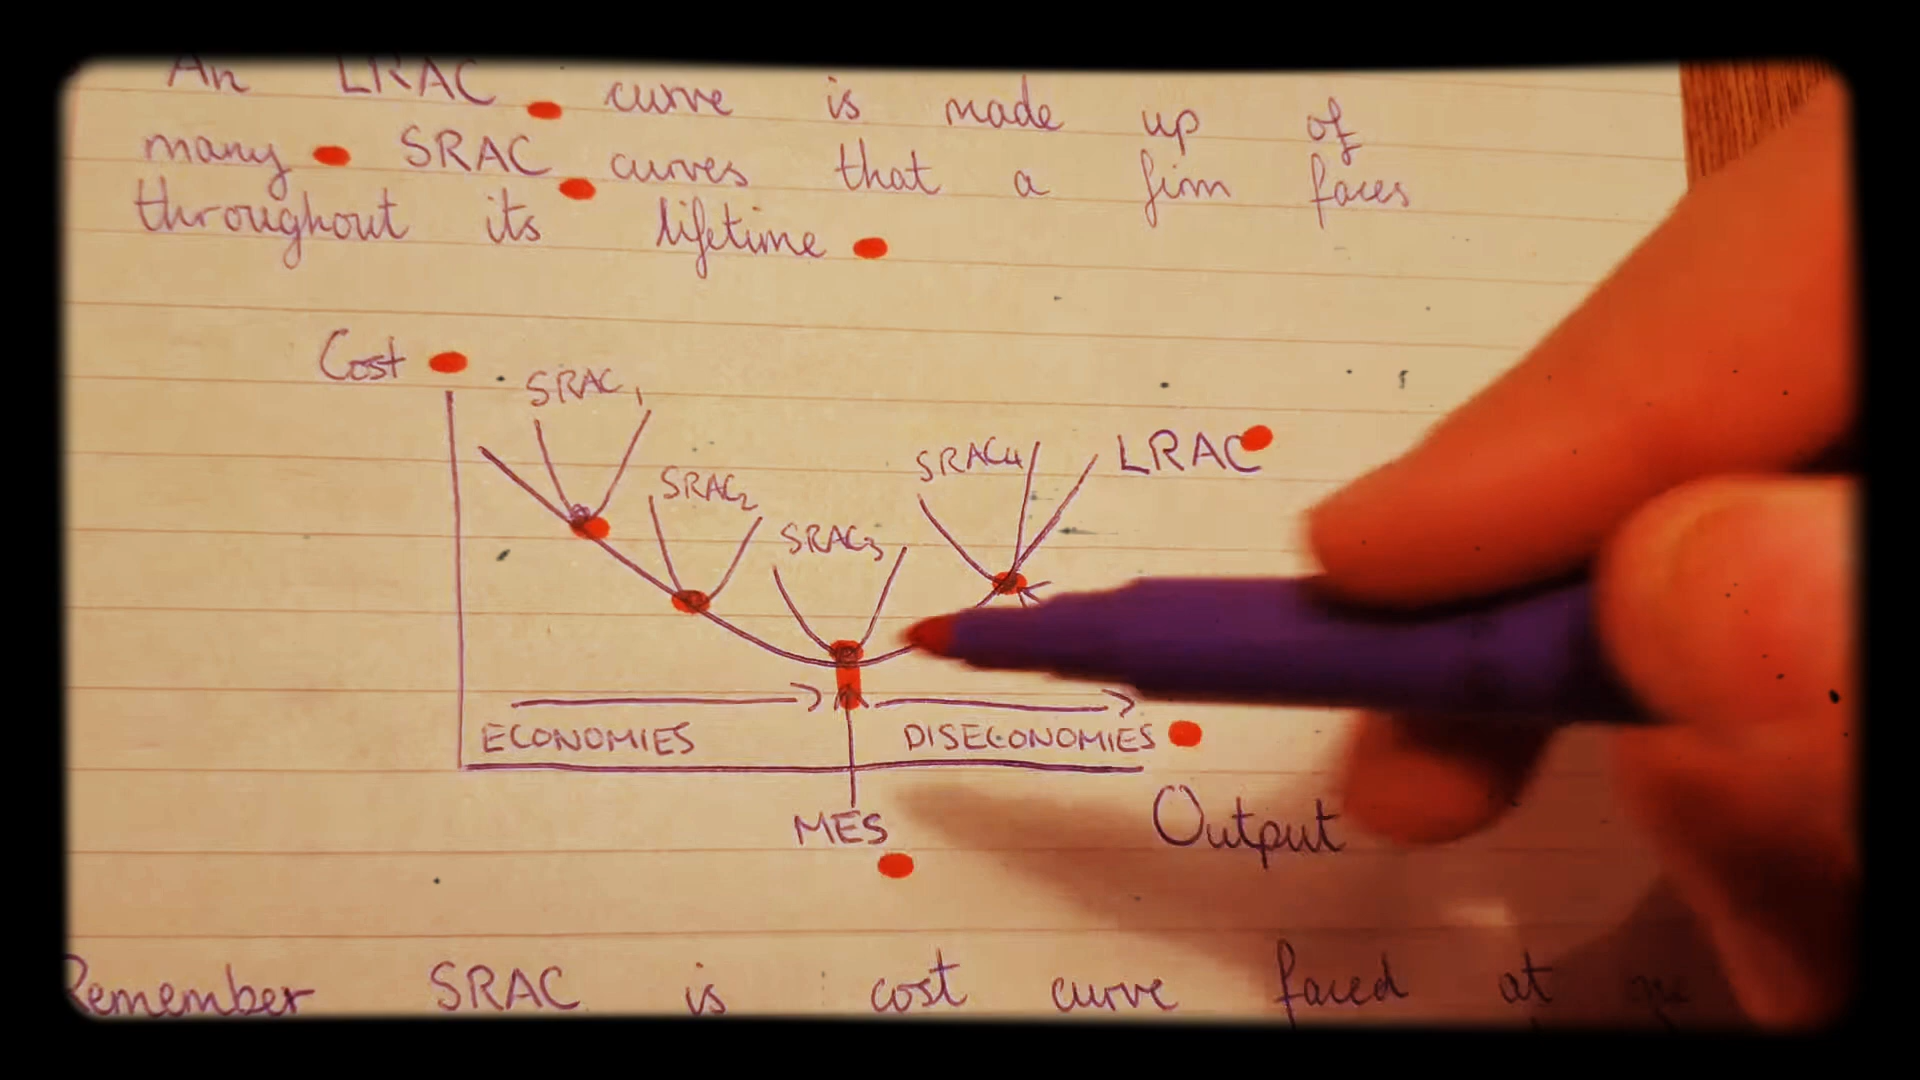 An LRAC curve is made up of
many SRAC curves that a firm faces
throughout its lifetime
Cost
SRAC1
SRAC2
SRAC3
SRAC4
LRAC
ECONOMIES
DISECONOMIES
MES
Output
Remember SRAC is cost curve faced at